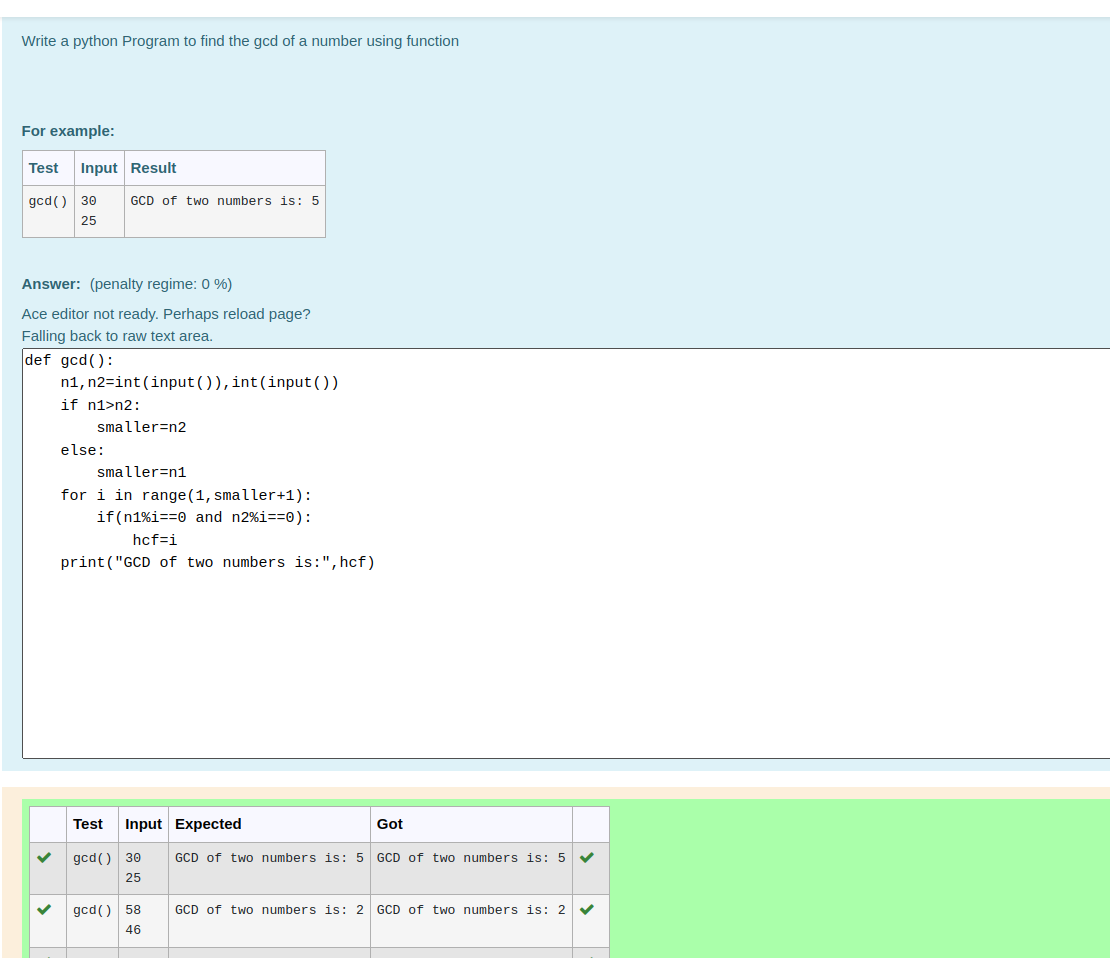 Write a python Program to find the gcd of a number using function
For example:
Test Input Result
gcd() 30 GCD of two numbers is: 5
25
Answer: (penalty regime: 0 %)
Ace editor not ready. Perhaps reload page?
Falling back to raw text area.
def gcd():
    n1,n2=int(input()),int(input())
    if n1>n2:
        smaller=n2
    else:
        smaller=n1
    for i in range(1,smaller+1):
        if(n1%i==0 and n2%i==0):
            hcf=i
    print("GCD of two numbers is:",hcf)
Test Input Expected Got
gcd() 30 GCD of two numbers is: 5 GCD of two numbers is: 5
25
gcd() 58 GCD of two numbers is: 2 GCD of two numbers is: 2
46